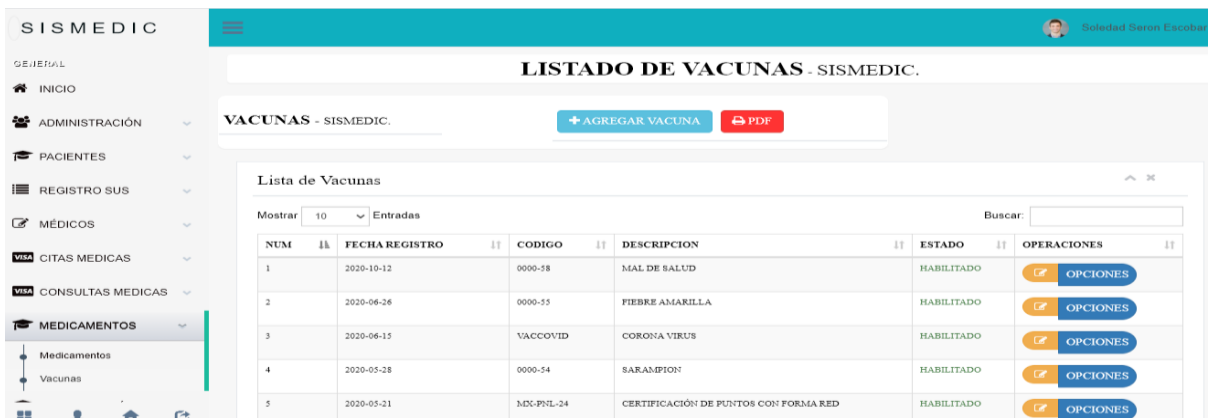 SISMEDIC
Soledad Seron Escobar
GENERAL
INICIO
ADMINISTRACIÓN
PACIENTES
REGISTRO SUS
MÉDICOS
VISA CITAS MEDICAS
VISA CONSULTAS MEDICAS
MEDICAMENTOS
Medicamentos
Vacunas
LISTADO DE VACUNAS - SISMEDIC.
VACUNAS - SISMEDIC.
+ AGREGAR VACUNA PDF
Lista de Vacunas
Mostrar 10 Entradas Buscar:
NUM FECHA REGISTRO CODIGO DESCRIPCION ESTADO OPERACIONES
1 2020-10-12 0000-58 MAL DE SALUD HABILITADO OPCIONES
2 2020-06-26 0000-55 FIEBRE AMARILLA HABILITADO OPCIONES
3 2020-06-15 VACCOVID CORONA VIRUS HABILITADO OPCIONES
4 2020-05-28 0000-54 SARAMPION HABILITADO OPCIONES
5 2020-05-21 MX-PNL-24 CERTIFICACIÓN DE PUNTOS CON FORMA RED HABILITADO OPCIONES